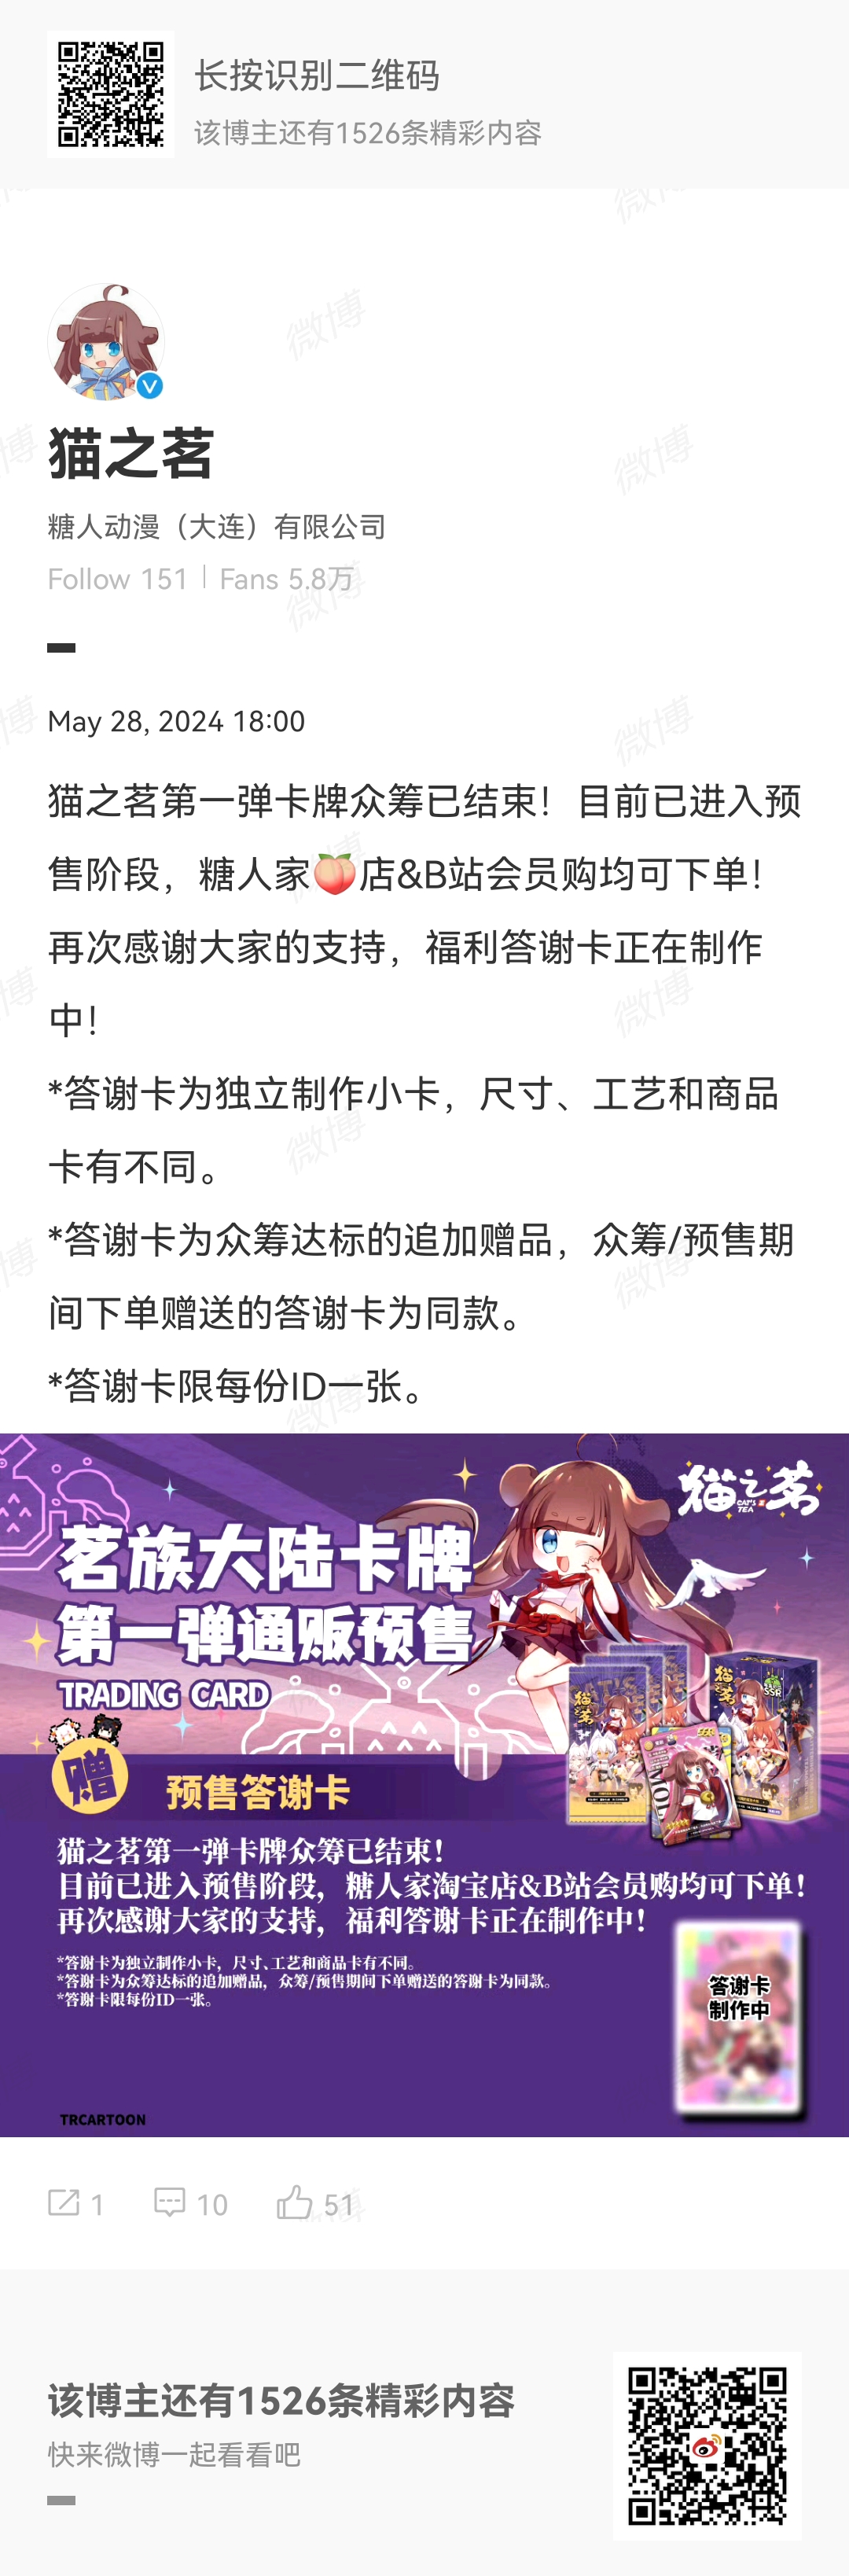 长按识别二维码
该博主还有1526条精彩内容
猫之茗
糖人动漫（大连）有限公司
Follow 151 | Fans 5.8万
May 28, 2024 18:00
猫之茗第一弹卡牌众筹已结束！目前已进入预
售阶段，糖人家🍑店&B站会员购均可下单！
再次感谢大家的支持，福利答谢卡正在制作
中！
*答谢卡为独立制作小卡，尺寸、工艺和商品
卡有不同。
*答谢卡为众筹达标的追加赠品，众筹/预售期
间下单赠送的答谢卡为同款。
*答谢卡限每份ID一张。
猫之茗
CAT'S TEA
茗族大陆卡牌
第一弹通贩预售
TRADING CARD
猫之茗
猫之茗
SSR
赠
预售答谢卡
猫之茗第一弹卡牌众筹已结束！
目前已进入预售阶段，糖人家淘宝店&B站会员购均可下单！
再次感谢大家的支持，福利答谢卡正在制作中！
*答谢卡为独立制作小卡，尺寸、工艺和商品卡有不同。
*答谢卡为众筹达标的追加赠品，众筹/预售期间下单赠送的答谢卡为同款。
*答谢卡限每份ID一张。
答谢卡
制作中
TRCARTOON
1 10 51
该博主还有1526条精彩内容
快来微博一起看看吧
微博